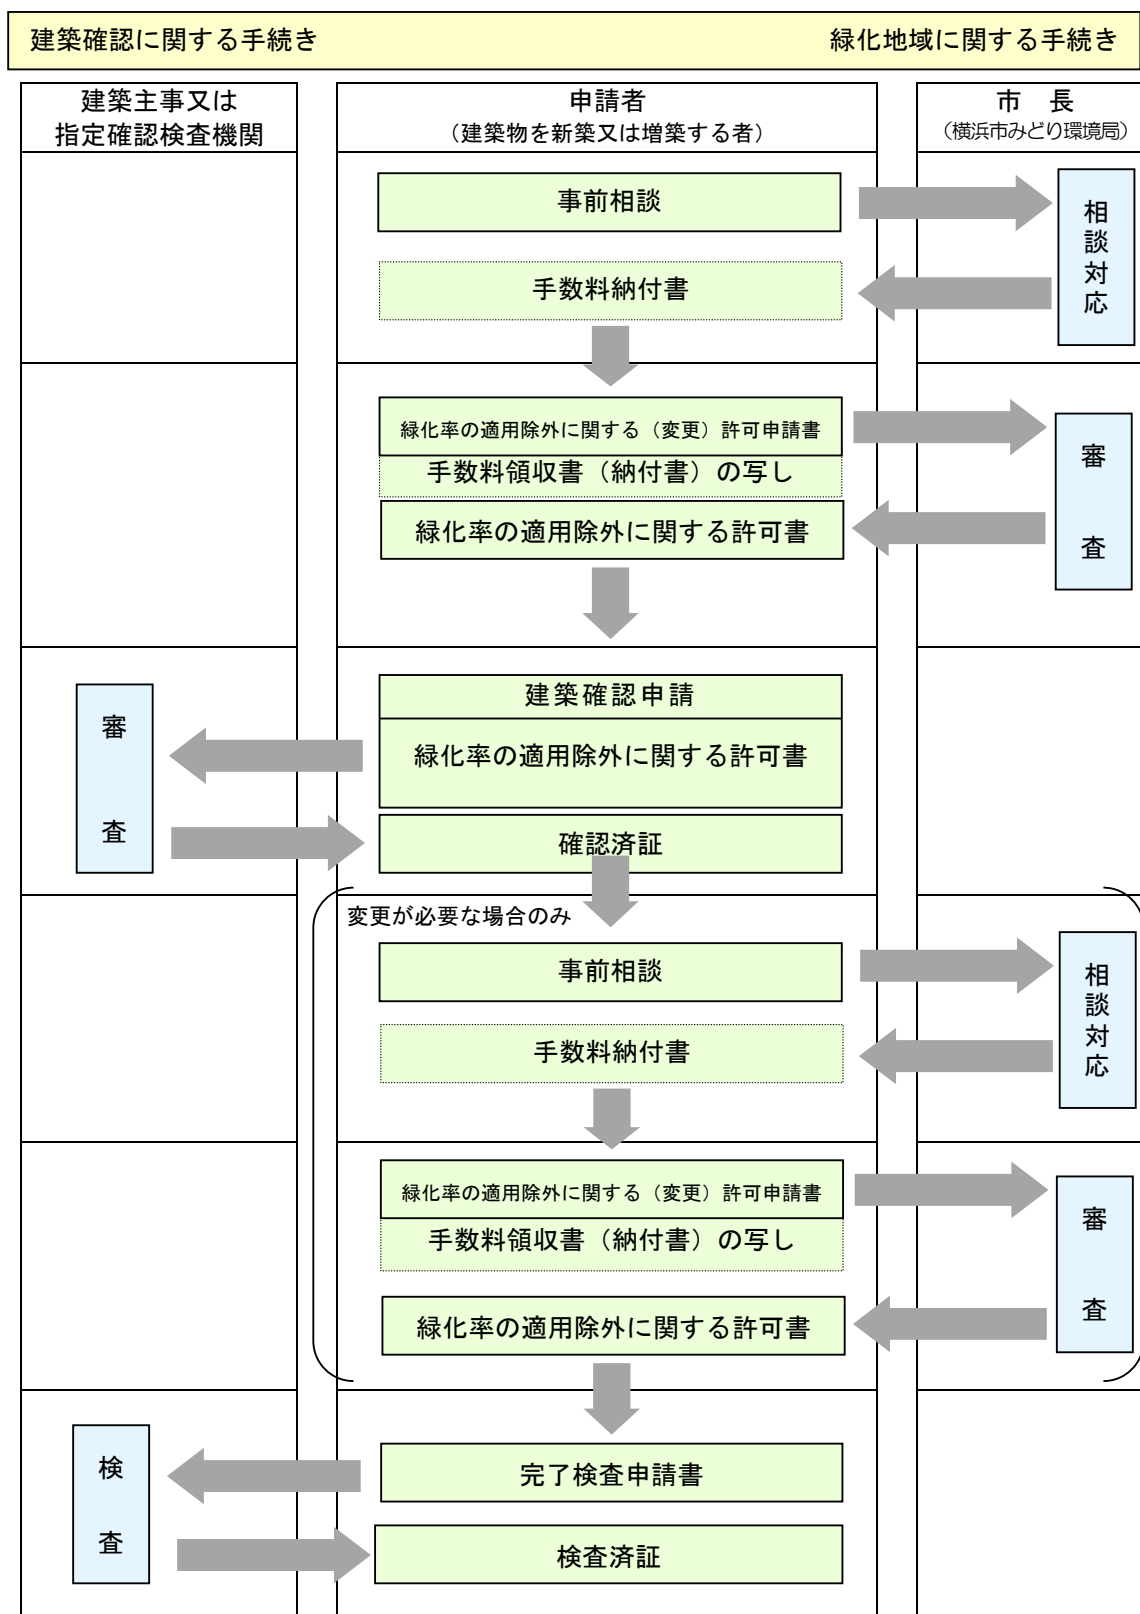 建築確認に関する手続き
緑化地域に関する手続き
建築主事又は
指定確認検査機関
申請者
（建築物を新築又は増築する者）
市　長
（横浜市みどり環境局）
事前相談
相談対応
手数料納付書
緑化率の適用除外に関する（変更）許可申請書
手数料領収書（納付書）の写し
緑化率の適用除外に関する許可書
審査
建築確認申請
緑化率の適用除外に関する許可書
審査
確認済証
変更が必要な場合のみ
事前相談
相談対応
手数料納付書
緑化率の適用除外に関する（変更）許可申請書
手数料領収書（納付書）の写し
審査
緑化率の適用除外に関する許可書
検査
完了検査申請書
検査済証